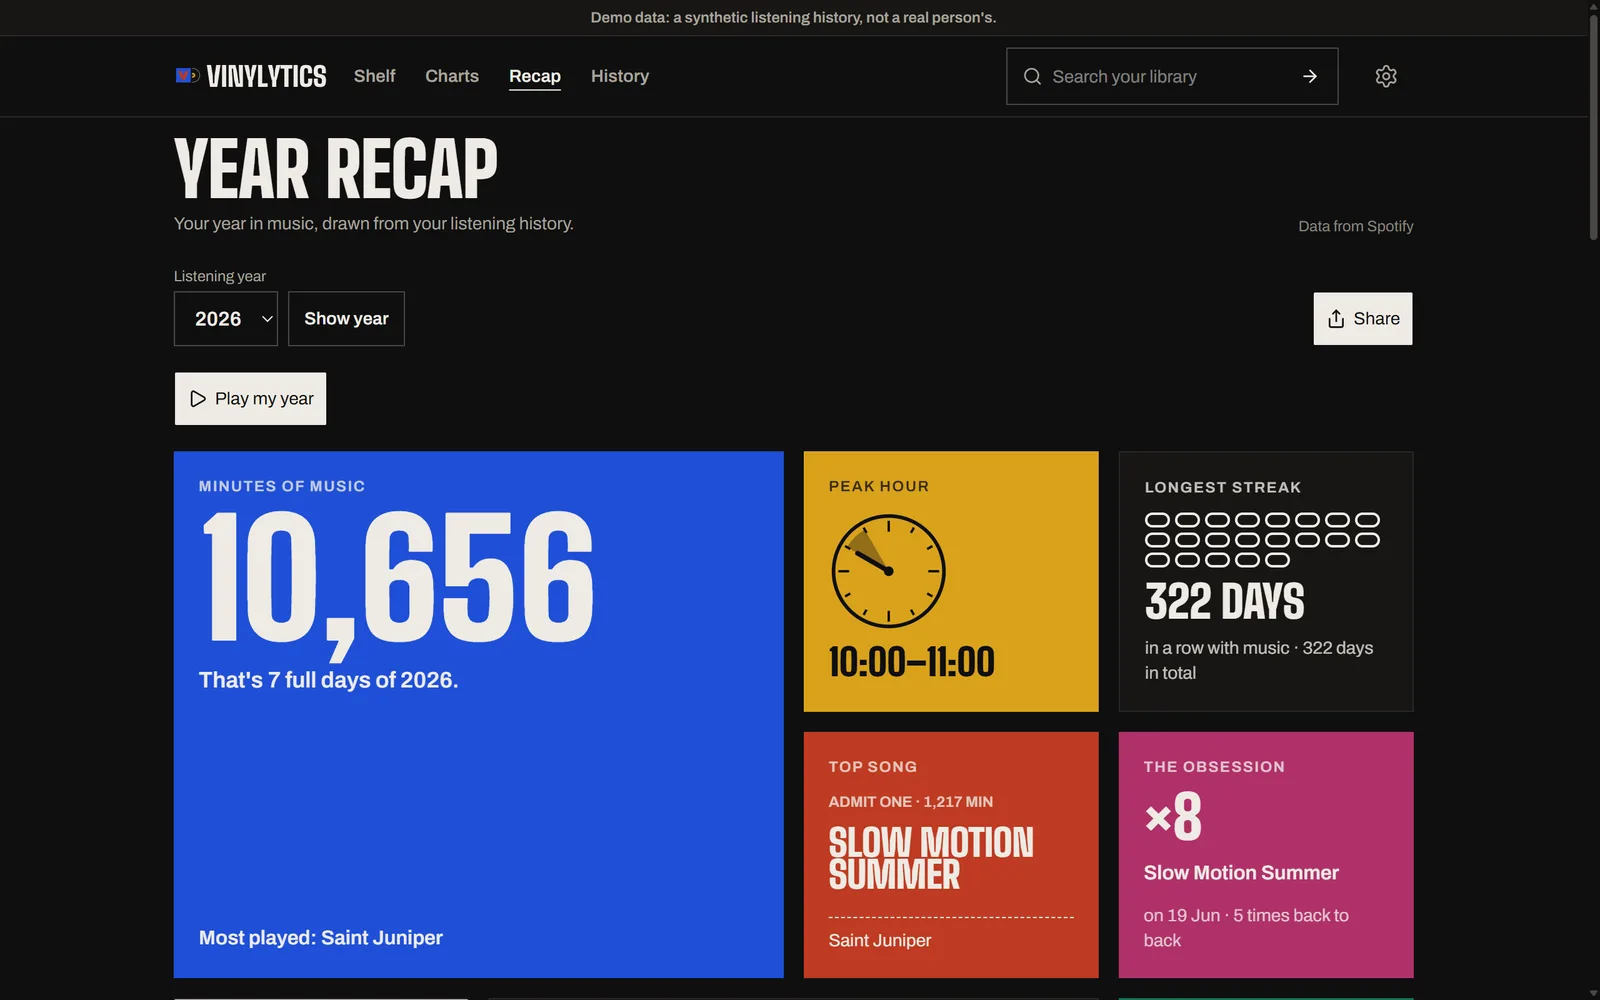 Demo data: a synthetic listening history, not a real person's.
VINYLYTICS
Shelf
Charts
Recap
History
Search your library
YEAR RECAP
Your year in music, drawn from your listening history.
Data from Spotify
Listening year
2026
Show year
Share
Play my year
MINUTES OF MUSIC
10,656
That's 7 full days of 2026.
Most played: Saint Juniper
PEAK HOUR
10:00–11:00
LONGEST STREAK
322 DAYS
in a row with music · 322 days
in total
TOP SONG
ADMIT ONE · 1,217 MIN
SLOW MOTION
SUMMER
Saint Juniper
THE OBSESSION
×8
Slow Motion Summer
on 19 Jun · 5 times back to
back